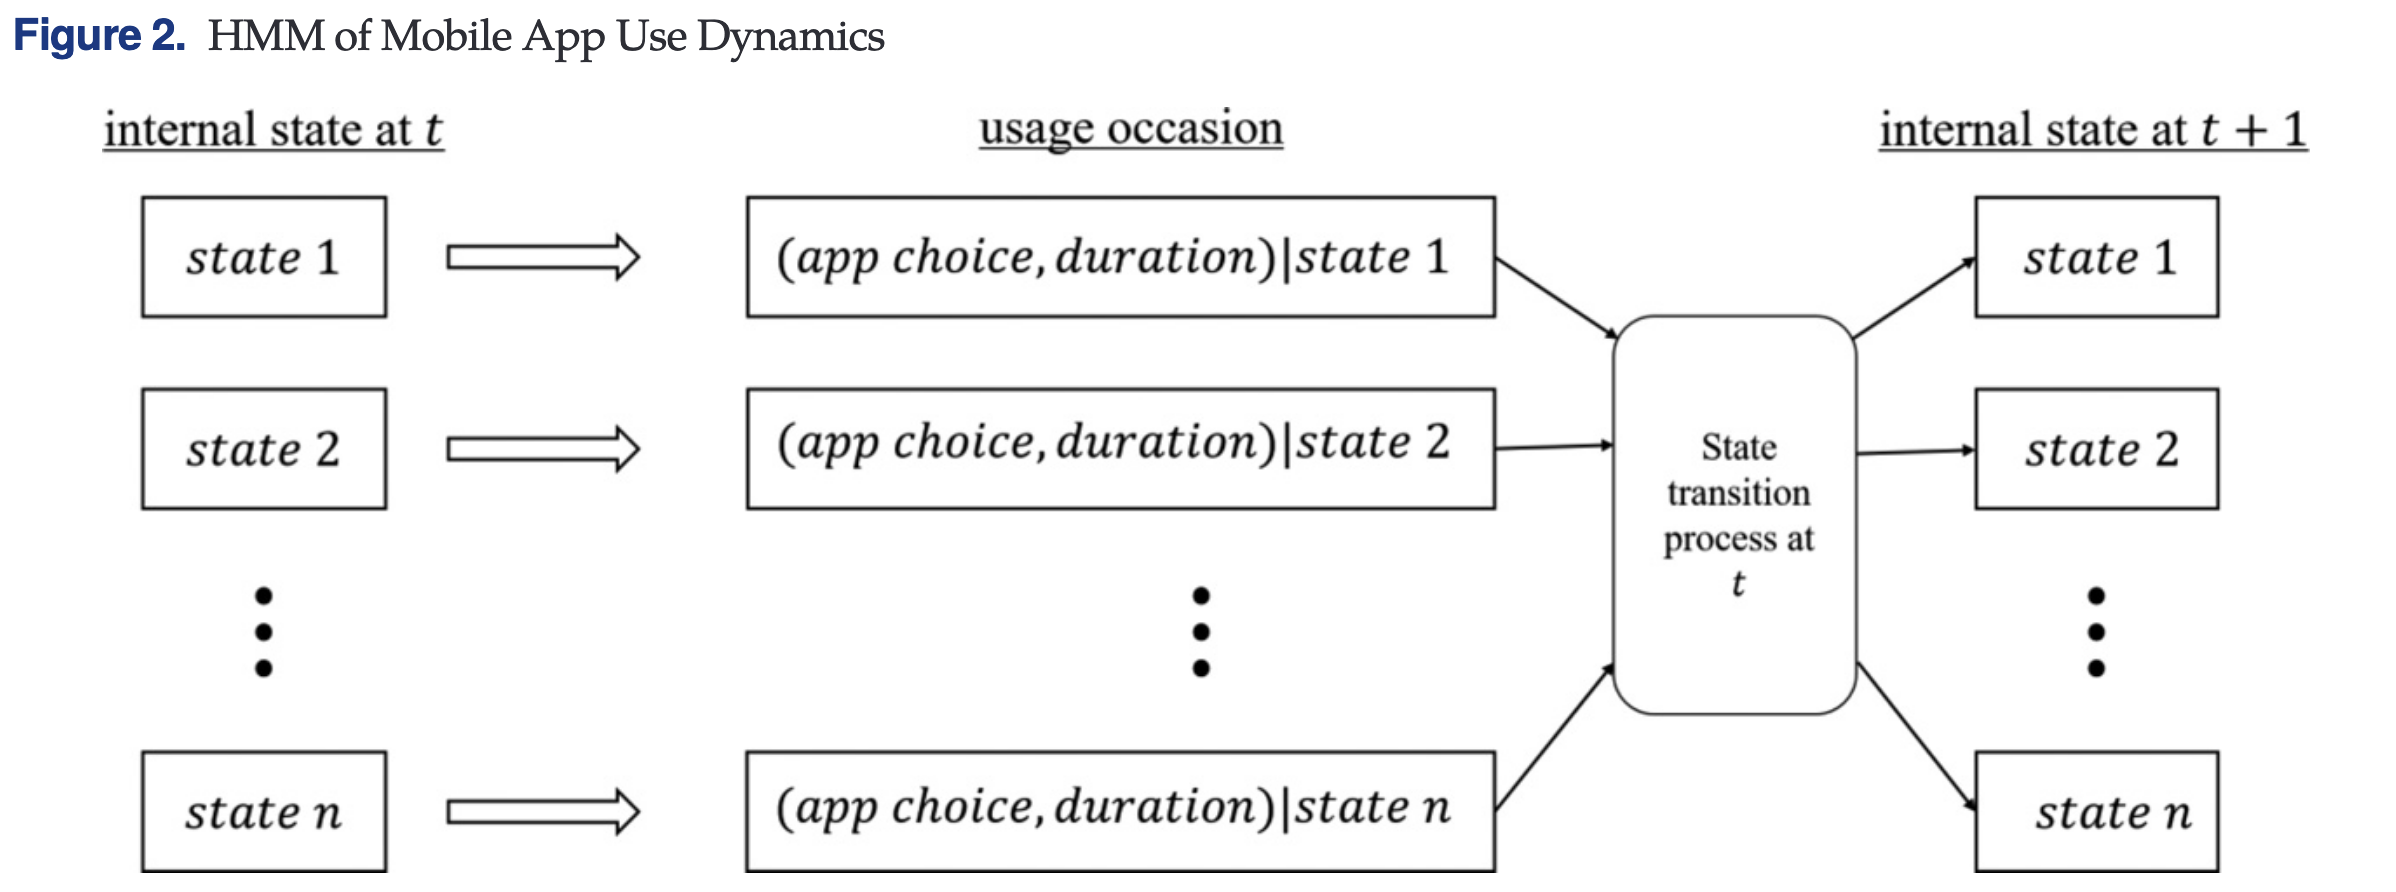 Figure 2. HMM of Mobile App Use Dynamics
internal state at t
usage occasion
internal state at t + 1
state 1
(app choice, duration)|state 1
state 1
state 2
(app choice, duration)|state 2
state 2
State
transition
process at
t
state n
(app choice, duration)|state n
state n